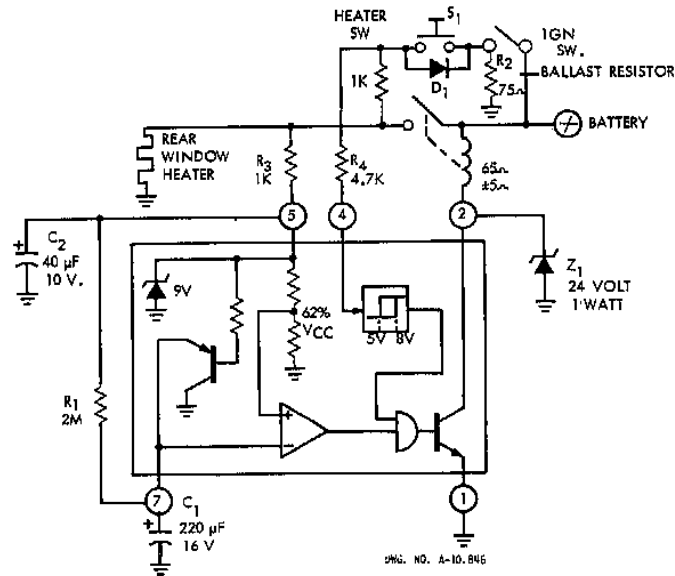 HEATER
SW
S1
1GN
SW.
BALLAST RESISTOR
R2
75Ω
D1
1K
BATTERY
REAR
WINDOW
HEATER
R3
1K
R4
4.7K
65Ω
±5Ω
5
4
2
C2
40 µF
10 V.
Z1
24 VOLT
1 WATT
9V
62%
VCC
5V 8V
R1
2M
+
−
7
C1
220 µF
16 V
1
DWG. NO. A-10,846